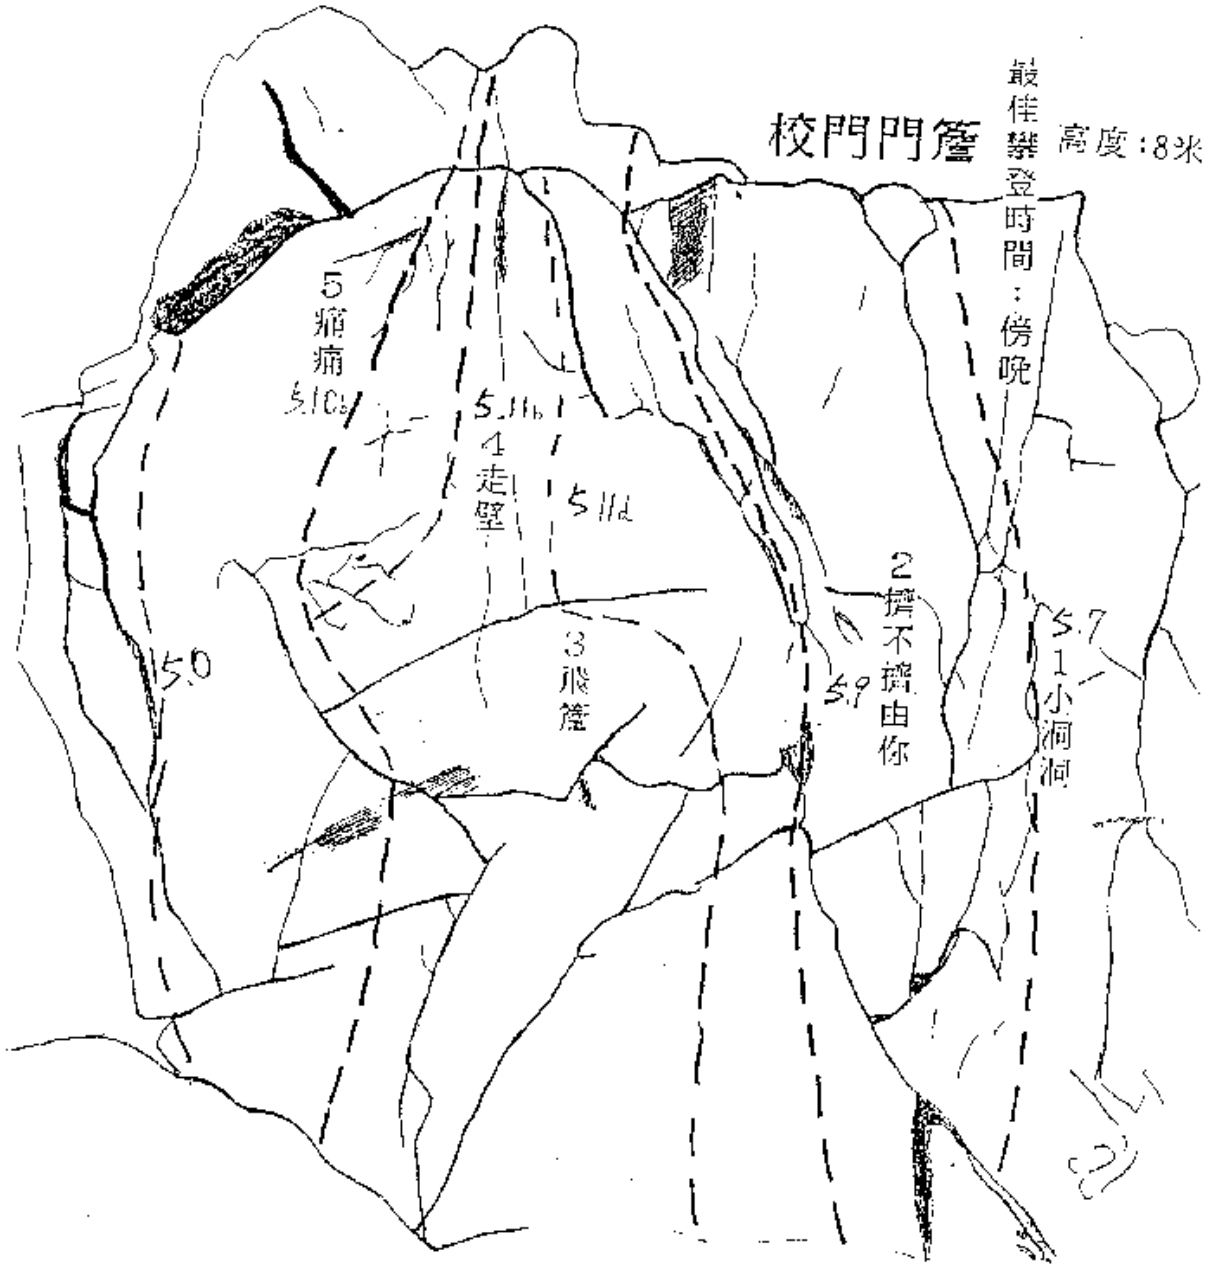 校門門簷
最佳攀登時間：傍晚
高度：8米
5痛痛
5.10b
5.11b
4走壁
5.11d
3飛簷
2擠不擠由你
5.9
5.7
1小洞洞
5.0